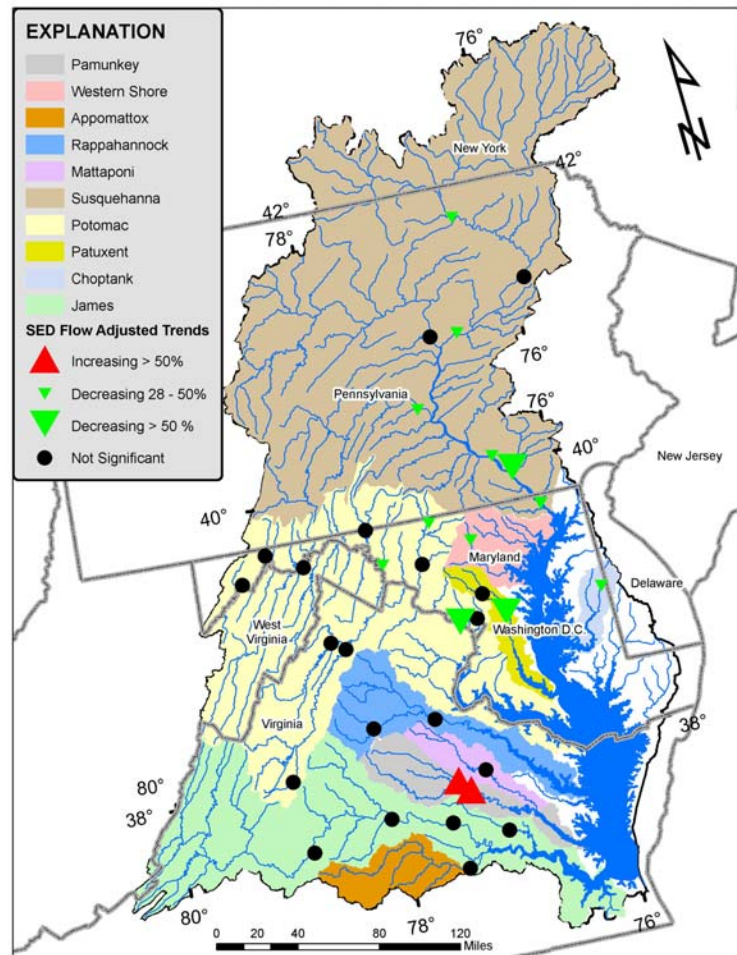 EXPLANATION
Pamunkey
Western Shore
Appomattox
Rappahannock
Mattaponi
Susquehanna
Potomac
Patuxent
Choptank
James
SED Flow Adjusted Trends
Increasing > 50%
Decreasing 28 - 50%
Decreasing > 50 %
Not Significant
76°
N
New York
42°
42°
78°
76°
Pennsylvania
76°
40°
New Jersey
40°
Maryland
Delaware
West
Virginia
Washington D.C.
Virginia
38°
80°
38°
80°
78°
76°
0 20 40 80 120
Miles